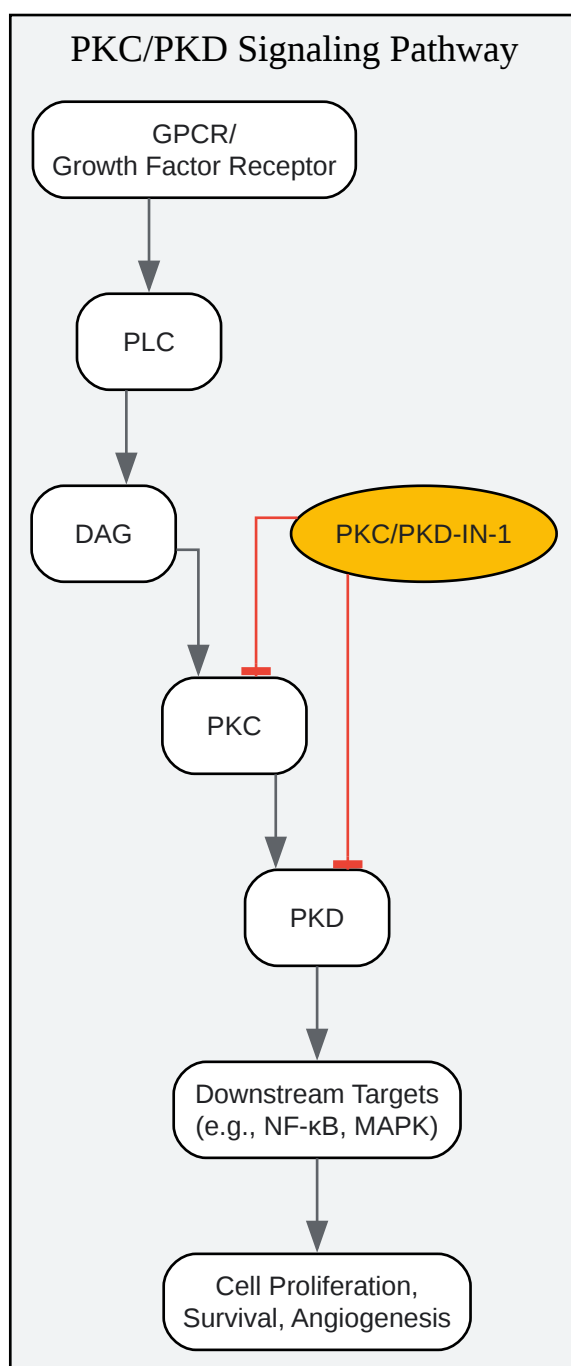 PKC/PKD Signaling Pathway
GPCR/
Growth Factor Receptor
PLC
DAG
PKC/PKD-IN-1
PKC
PKD
Downstream Targets
(e.g., NF-κB, MAPK)
Cell Proliferation,
Survival, Angiogenesis